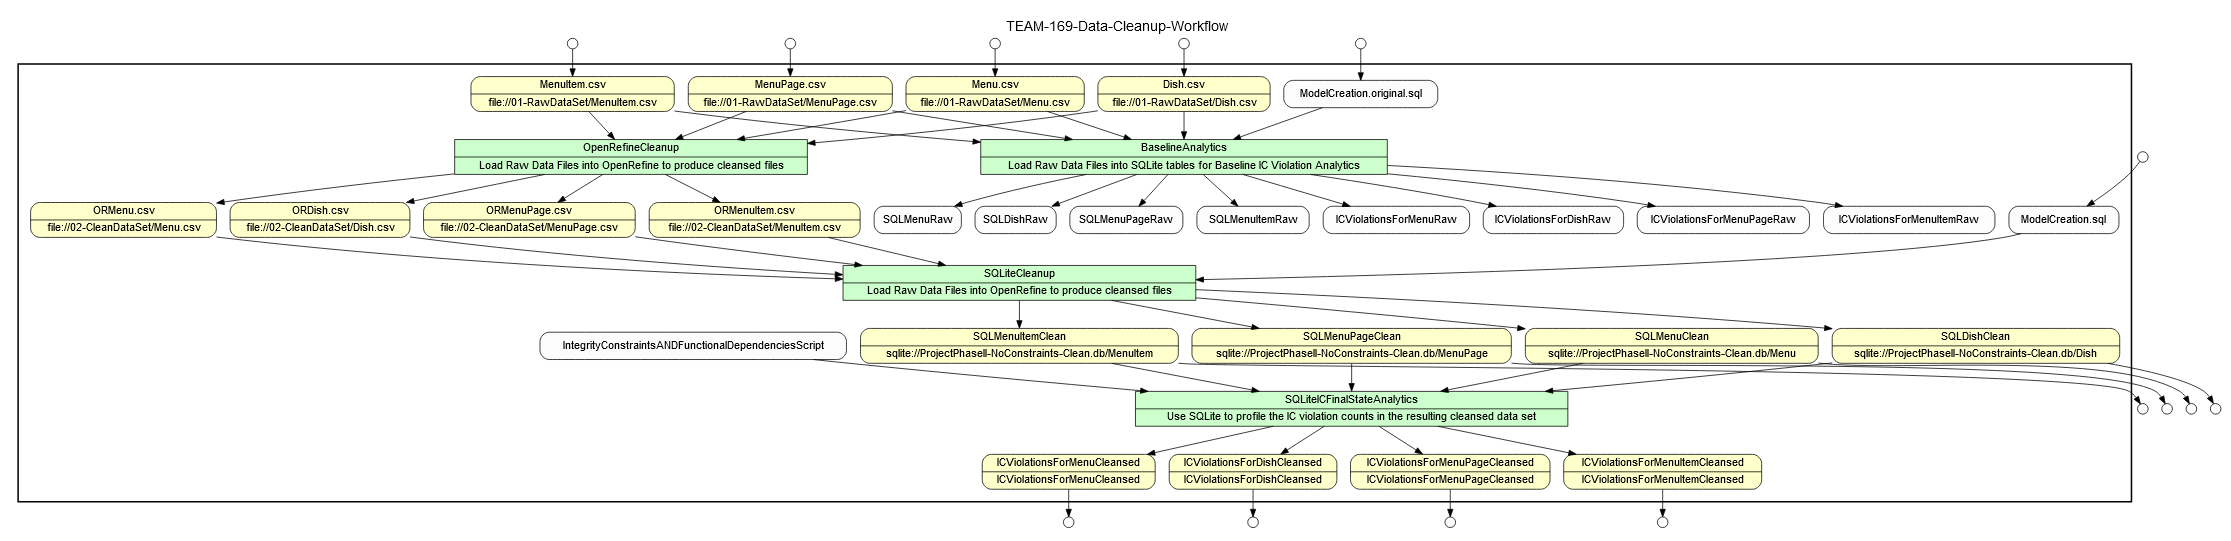 TEAM-169-Data-Cleanup-Workflow
MenuItem.csv
file://01-RawDataSet/MenuItem.csv
MenuPage.csv
file://01-RawDataSet/MenuPage.csv
Menu.csv
file://01-RawDataSet/Menu.csv
Dish.csv
file://01-RawDataSet/Dish.csv
ModelCreation.original.sql
OpenRefineCleanup
Load Raw Data Files into OpenRefine to produce cleansed files
BaselineAnalytics
Load Raw Data Files into SQLite tables for Baseline IC Violation Analytics
ORMenu.csv
file://02-CleanDataSet/Menu.csv
ORDish.csv
file://02-CleanDataSet/Dish.csv
ORMenuPage.csv
file://02-CleanDataSet/MenuPage.csv
ORMenuItem.csv
file://02-CleanDataSet/MenuItem.csv
SQLMenuRaw
SQLDishRaw
SQLMenuPageRaw
SQLMenuItemRaw
ICViolationsForMenuRaw
ICViolationsForDishRaw
ICViolationsForMenuPageRaw
ICViolationsForMenuItemRaw
ModelCreation.sql
SQLiteCleanup
Load Raw Data Files into OpenRefine to produce cleansed files
IntegrityConstraintsANDFunctionalDependenciesScript
SQLMenuItemClean
sqlite://ProjectPhaseII-NoConstraints-Clean.db/MenuItem
SQLMenuPageClean
sqlite://ProjectPhaseII-NoConstraints-Clean.db/MenuPage
SQLMenuClean
sqlite://ProjectPhaseII-NoConstraints-Clean.db/Menu
SQLDishClean
sqlite://ProjectPhaseII-NoConstraints-Clean.db/Dish
SQLiteICFinalStateAnalytics
Use SQLite to profile the IC violation counts in the resulting cleansed data set
ICViolationsForMenuCleansed
ICViolationsForMenuCleansed
ICViolationsForDishCleansed
ICViolationsForDishCleansed
ICViolationsForMenuPageCleansed
ICViolationsForMenuPageCleansed
ICViolationsForMenuItemCleansed
ICViolationsForMenuItemCleansed